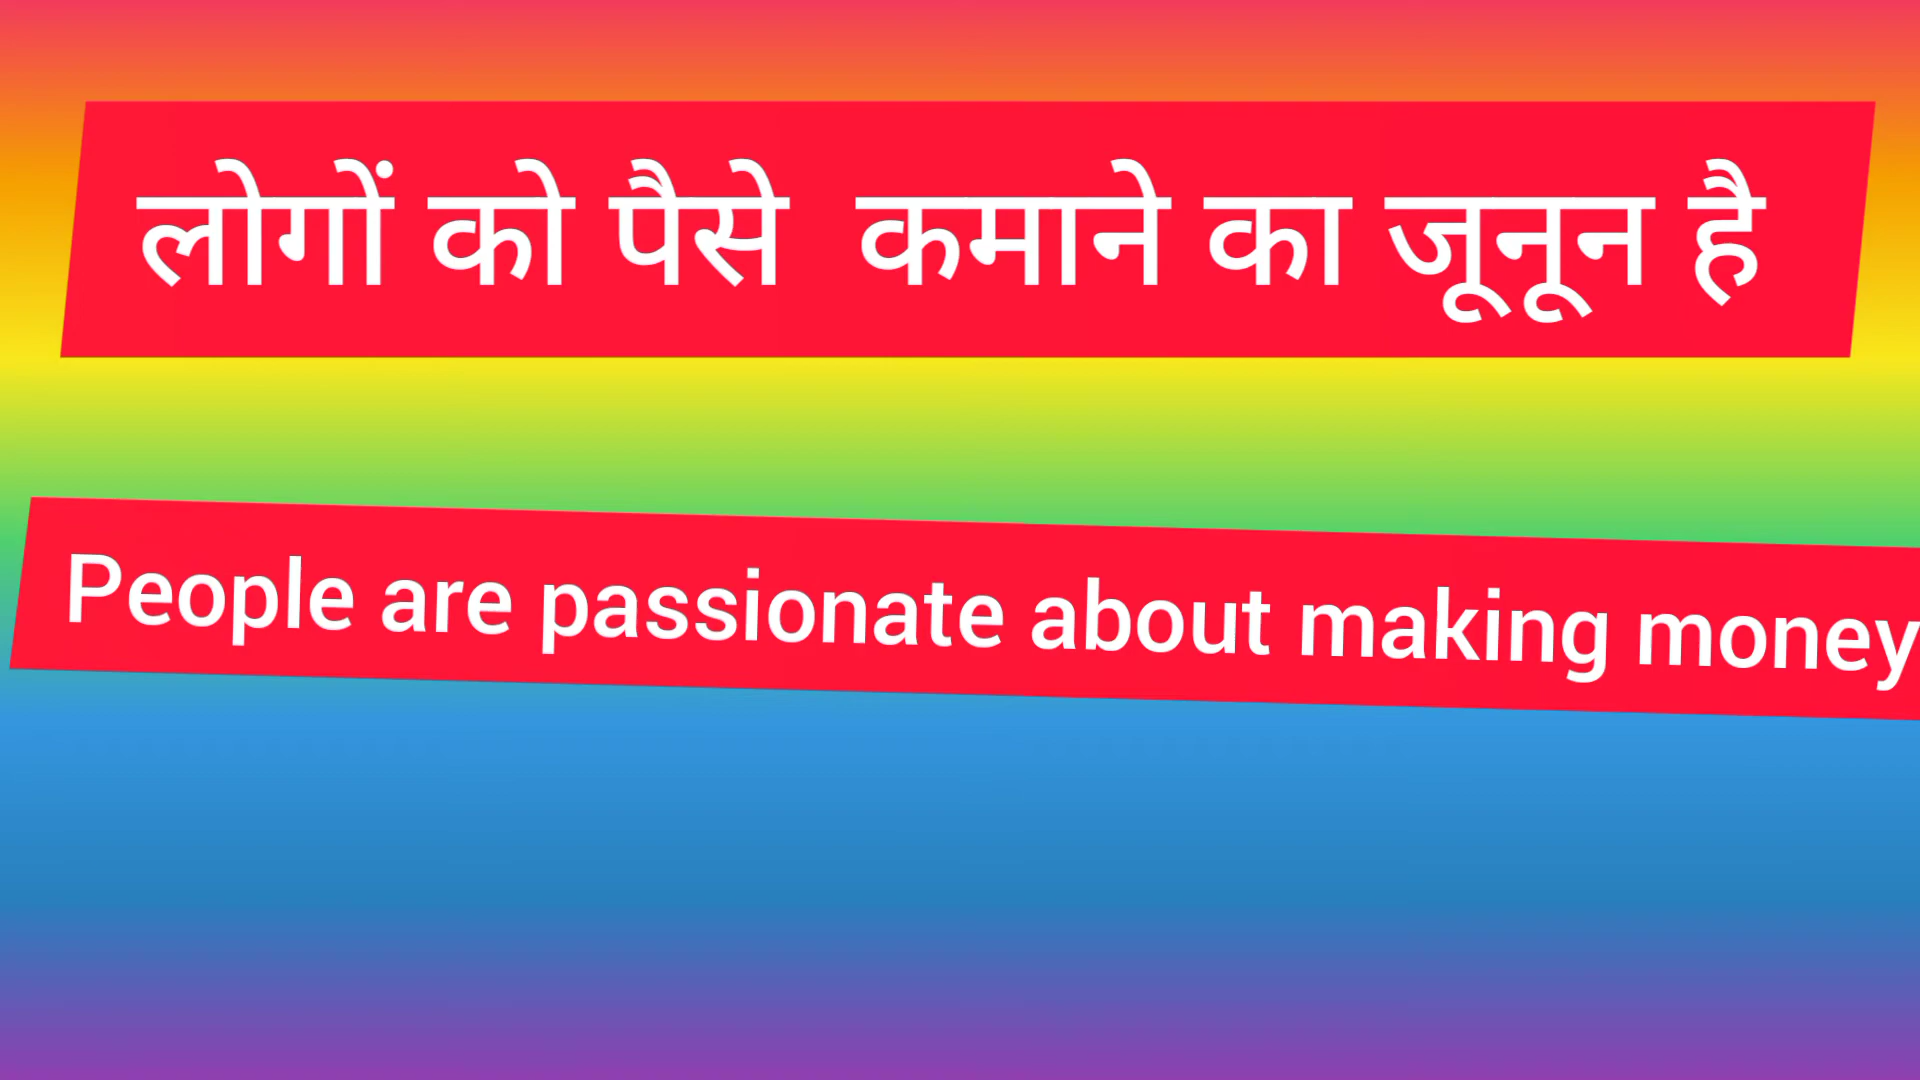 लोगों को पैसे  कमाने का जूनून है
People are passionate about making money